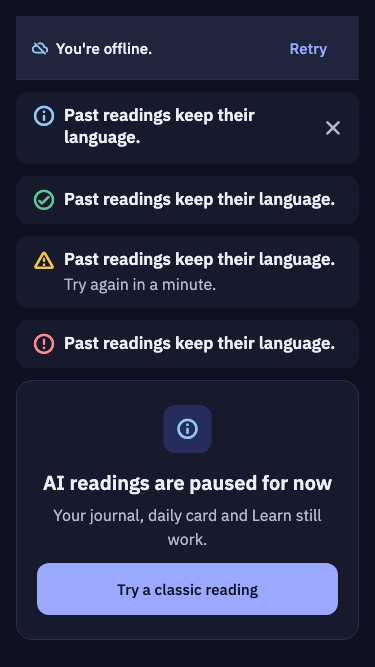 You're offline.
Retry
Past readings keep their
language.
Past readings keep their language.
Past readings keep their language.
Try again in a minute.
Past readings keep their language.
AI readings are paused for now
Your journal, daily card and Learn still
work.
Try a classic reading